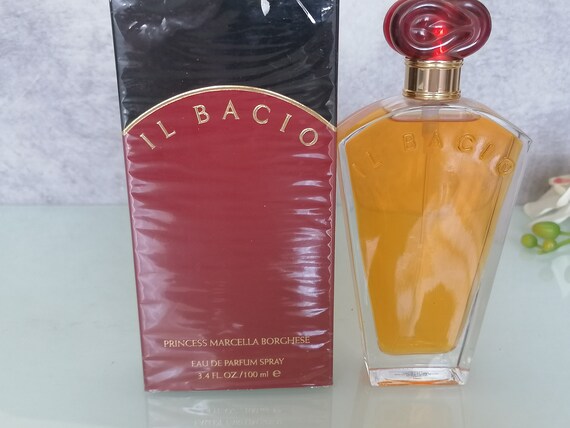 IL BACIO
PRINCESS MARCELLA BORGHESE
EAU DE PARFUM SPRAY
3.4 FL.OZ./100 ml ℮
IL BACIO